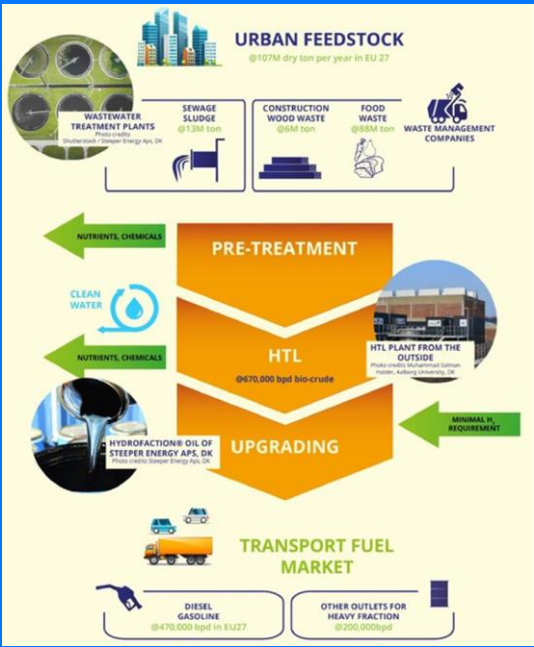 URBAN FEEDSTOCK
@107M dry ton per year in EU 27
WASTEWATER
TREATMENT PLANTS
Photo credits
Shutterstock / Steeper Energy Aps, DK
SEWAGE
SLUDGE
@13M ton
CONSTRUCTION
WOOD WASTE
@6M ton
FOOD
WASTE
@88M ton
WASTE MANAGEMENT
COMPANIES
NUTRIENTS, CHEMICALS
PRE-TREATMENT
CLEAN
WATER
NUTRIENTS, CHEMICALS
HTL
@670,000 bpd bio-crude
HTL PLANT FROM THE
OUTSIDE
Photo credits Muhammad Salman
Haider, Aalborg University, DK
HYDROFACTION® OIL OF
STEEPER ENERGY APS, DK
Photo credits Steeper Energy Aps, DK
UPGRADING
MINIMAL H₂
REQUIREMENT
TRANSPORT FUEL
MARKET
DIESEL
GASOLINE
@470,000 bpd in EU27
OTHER OUTLETS FOR
HEAVY FRACTION
@200,000bpd